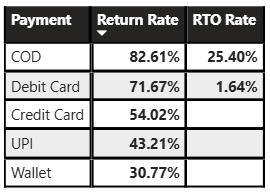 Payment Return Rate RTO Rate
COD 82.61% 25.40%
Debit Card 71.67% 1.64%
Credit Card 54.02%
UPI 43.21%
Wallet 30.77%